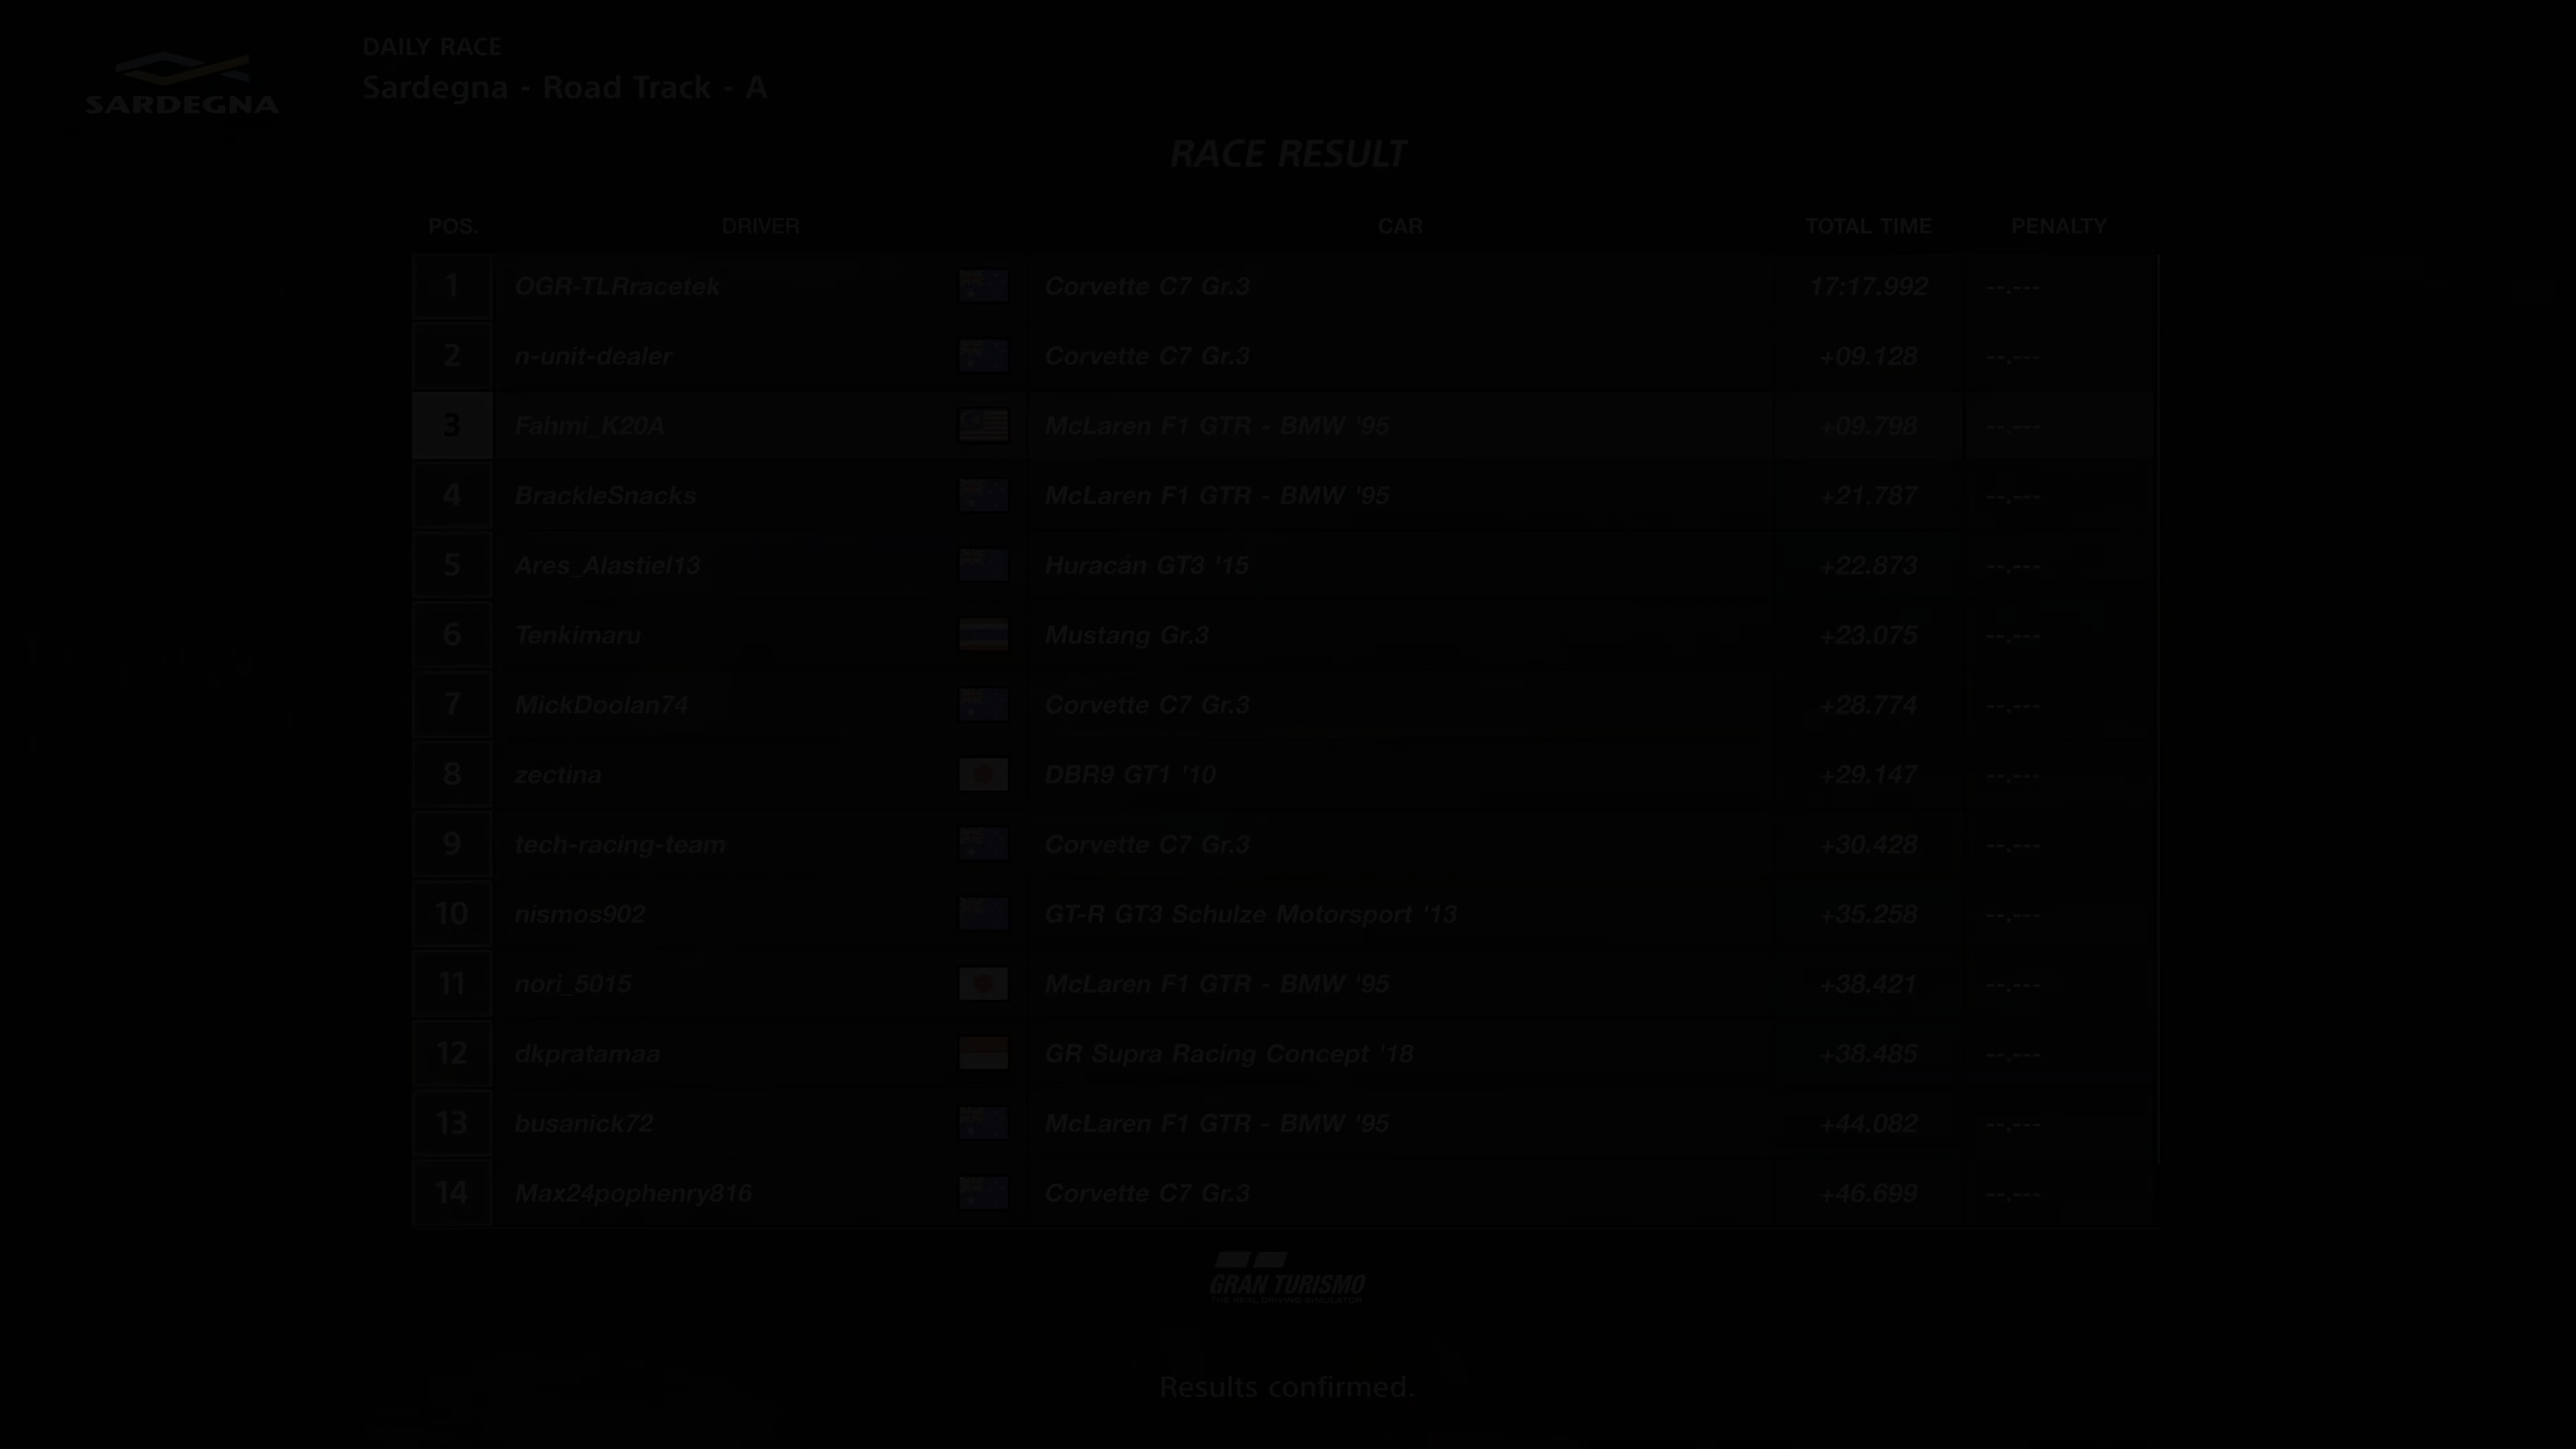 DAILY RACE
Sardegna - Road Track - A
SARDEGNA
RACE RESULT
POS. DRIVER CAR TOTAL TIME PENALTY
1 OGR-TLRracetek Corvette C7 Gr.3 17:17.992 --.---
2 n-unit-dealer Corvette C7 Gr.3 +09.128 --.---
3 Fahmi_K20A McLaren F1 GTR - BMW '95 +09.798 --.---
4 BrackleSnacks McLaren F1 GTR - BMW '95 +21.787 --.---
5 Ares_Alastiel13 Huracán GT3 '15 +22.873 --.---
6 Tenkimaru Mustang Gr.3 +23.075 --.---
7 MickDoolan74 Corvette C7 Gr.3 +28.774 --.---
8 zectina DBR9 GT1 '10 +29.147 --.---
9 tech-racing-team Corvette C7 Gr.3 +30.428 --.---
10 nismos902 GT-R GT3 Schulze Motorsport '13 +35.258 --.---
11 nori_5015 McLaren F1 GTR - BMW '95 +38.421 --.---
12 dkpratamaa GR Supra Racing Concept '18 +38.485 --.---
13 busanick72 McLaren F1 GTR - BMW '95 +44.082 --.---
14 Max24pophenry816 Corvette C7 Gr.3 +46.699 --.---
GRAN TURISMO
THE REAL DRIVING SIMULATOR
Results confirmed.